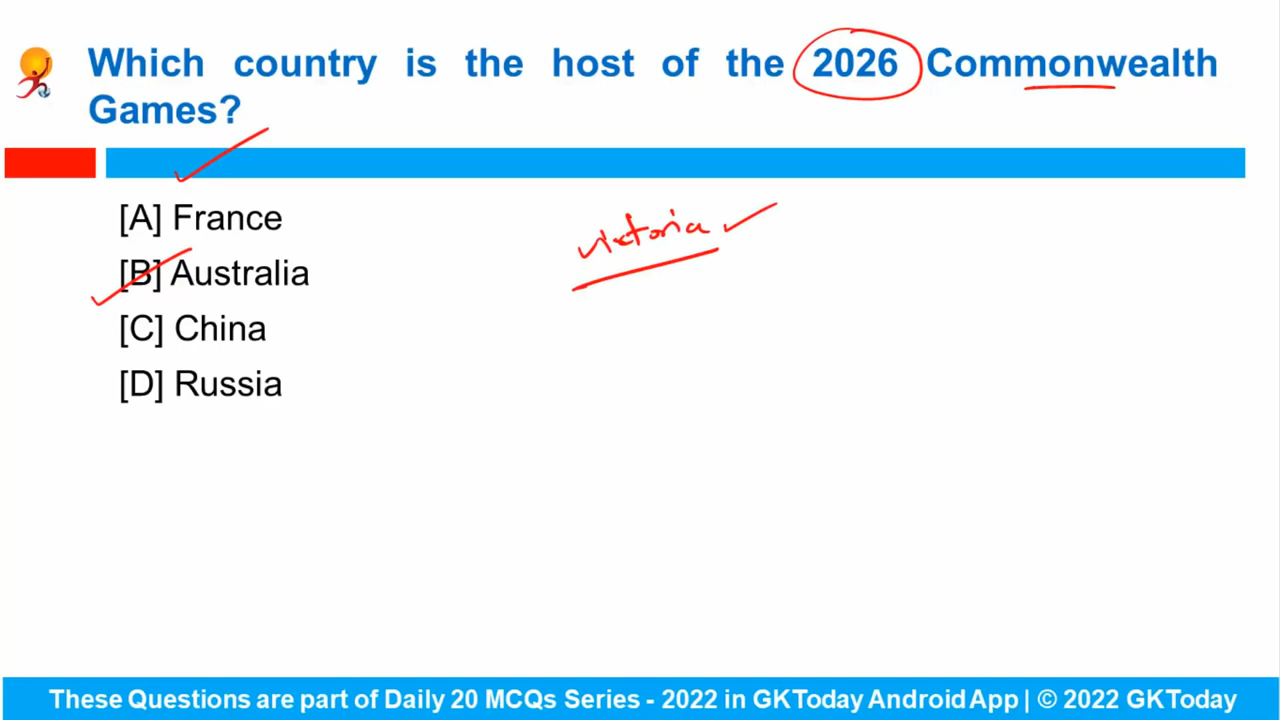 Which country is the host of the 2026 Commonwealth
Games?
[A] France
victoria
[B] Australia
[C] China
[D] Russia
These Questions are part of Daily 20 MCQs Series - 2022 in GKToday Android App | © 2022 GKToday